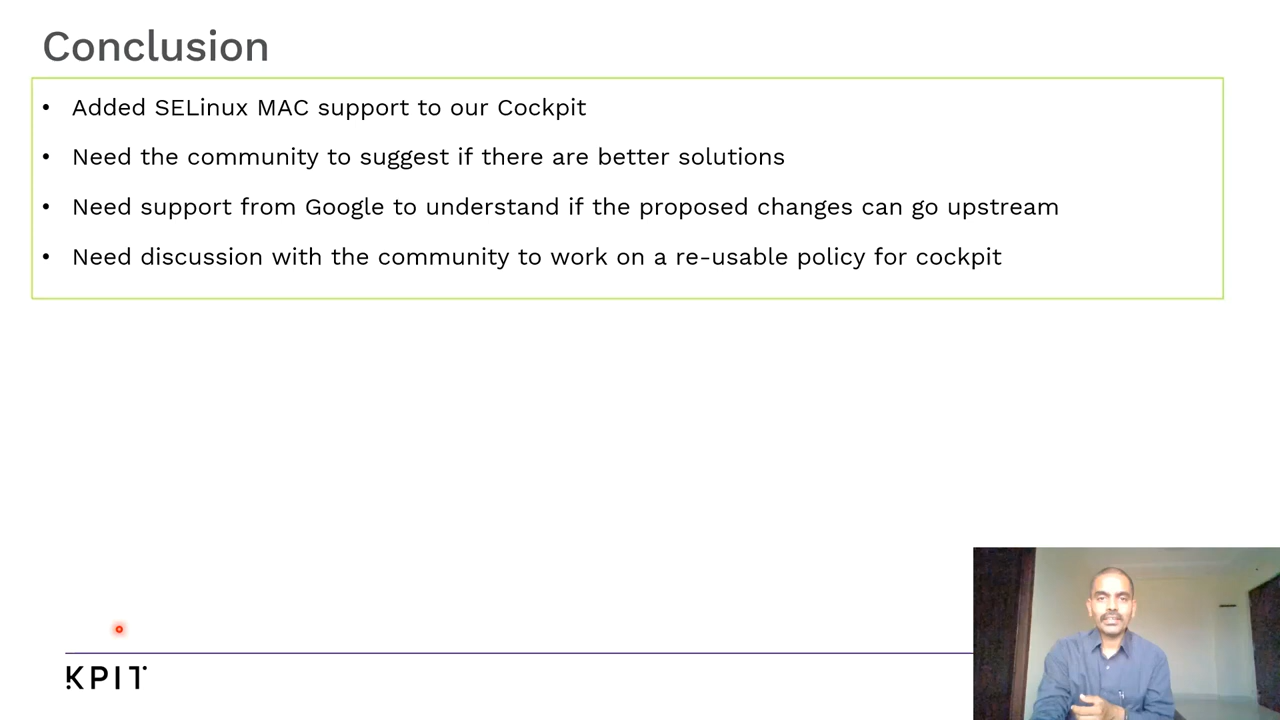 Conclusion
• Added SELinux MAC support to our Cockpit
• Need the community to suggest if there are better solutions
• Need support from Google to understand if the proposed changes can go upstream
• Need discussion with the community to work on a re-usable policy for cockpit
KPIT